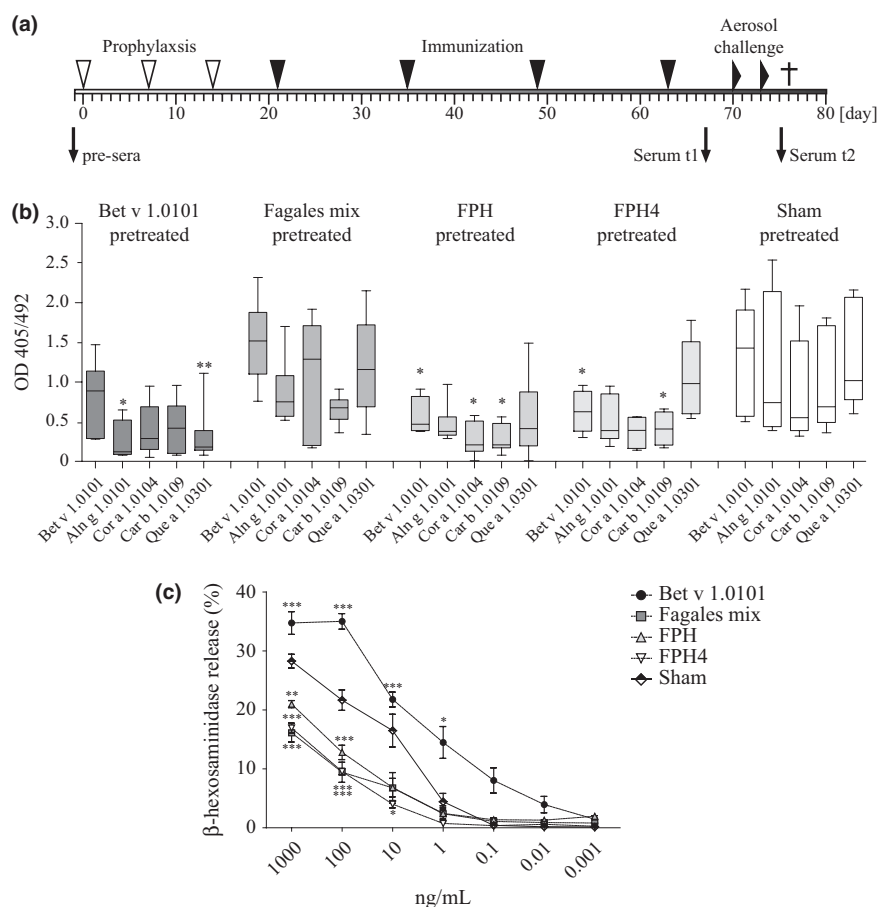 (a)
Prophylaxsis
Immunization
Aerosol
challenge
0 10 20 30 40 50 60 70 80 [day]
pre-sera
Serum t1
Serum t2
(b)
Bet v 1.0101
pretreated
Fagales mix
pretreated
FPH
pretreated
FPH4
pretreated
Sham
pretreated
OD 405/492
3.0
2.5
2.0
1.5
1.0
0.5
0
* ** * * * * *
Bet v 1.0101
Aln g 1.0101
Cor a 1.0104
Car b 1.0109
Que a 1.0301
Bet v 1.0101
Aln g 1.0101
Cor a 1.0104
Car b 1.0109
Que a 1.0301
Bet v 1.0101
Aln g 1.0101
Cor a 1.0104
Car b 1.0109
Que a 1.0301
Bet v 1.0101
Aln g 1.0101
Cor a 1.0104
Car b 1.0109
Que a 1.0301
Bet v 1.0101
Aln g 1.0101
Cor a 1.0104
Car b 1.0109
Que a 1.0301
(c)
β-hexosaminidase release (%)
40
30
20
10
0
*** ***
***
*
**
***
***
***
***
***
*
1000 100 10 1 0.1 0.01 0.001
ng/mL
Bet v 1.0101
Fagales mix
FPH
FPH4
Sham